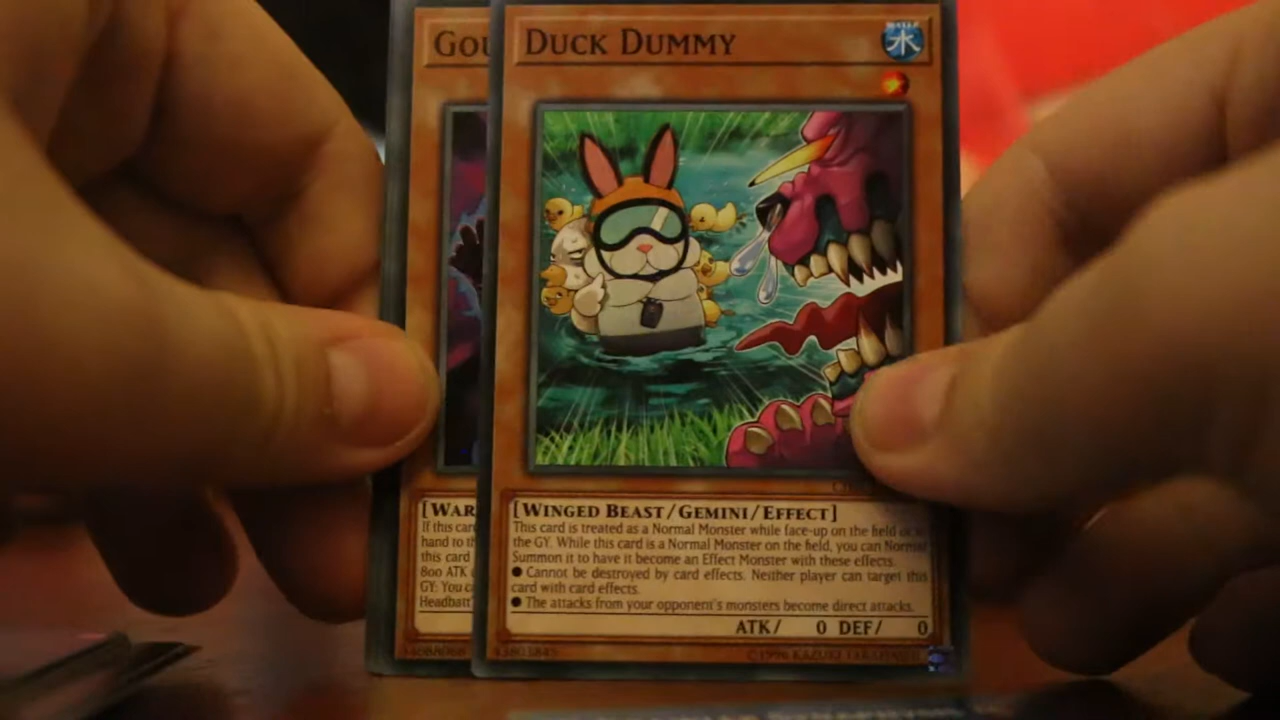 GOU
DUCK DUMMY
WATER
水
[WAR
If this car
hand to th
this card
800 ATK
GY: You c
Headbatt
[WINGED BEAST/GEMINI/EFFECT]
This card is treated as a Normal Monster while face-up on the field or in
the GY. While this card is a Normal Monster on the field, you can Normal
Summon it to have it become an Effect Monster with these effects.
● Cannot be destroyed by card effects. Neither player can target this
card with card effects.
● The attacks from your opponent's monsters become direct attacks.
ATK/ 0 DEF/ 0
©1996 KAZUKI TAKAHASHI